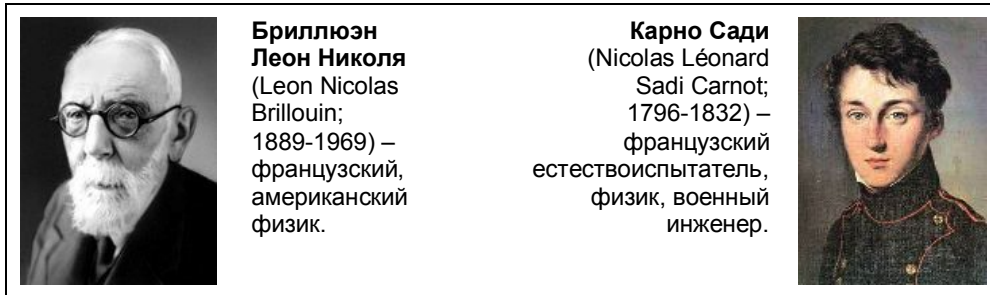 Бриллюэн
Леон Николя
(Leon Nicolas
Brillouin;
1889-1969) –
французский,
американский
физик.
Карно Сади
(Nicolas Léonard
Sadi Carnot;
1796-1832) –
французский
естествоиспытатель,
физик, военный
инженер.